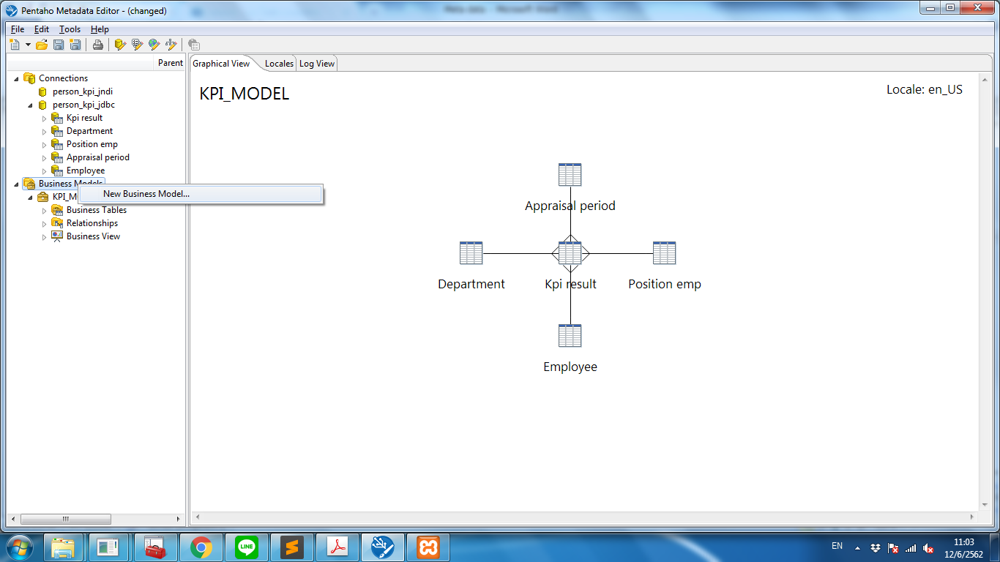 Pentaho Metadata Editor - (changed)
File Edit Tools Help
Parent
Connections
person_kpi_jndi
person_kpi_jdbc
Kpi result
Department
Position emp
Appraisal period
Employee
Business Models
New Business Model...
KPI_M
Business Tables
Relationships
Business View
Graphical View Locales Log View
KPI_MODEL
Locale: en_US
Appraisal period
Department Kpi result Position emp
Employee
LINE
EN
11:03
12/6/2562